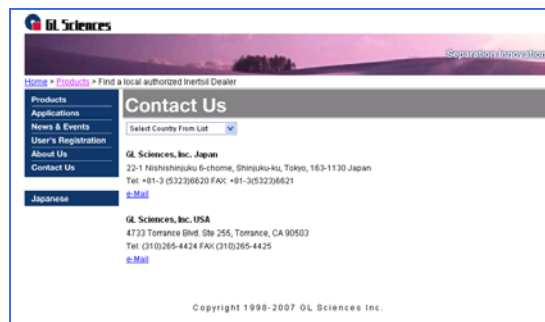 GL Sciences
Separation Innovation
Home > Products > Find a local authorized Inertsil Dealer
Products
Applications
News & Events
User's Registration
About Us
Contact Us
Japanese
Contact Us
Select Country From List
GL Sciences, Inc. Japan
22-1 Nishishinjuku 6-chome, Shinjuku-ku, Tokyo, 163-1130 Japan
Tel: +81-3 (5323)6620 FAX: +81-3(5323)6621
e-Mail
GL Sciences, Inc. USA
4733 Torrance Blvd. Ste 255, Torrance, CA 90503
Tel: (310)265-4424 FAX (310)265-4425
e-Mail
Copyright 1998-2007 GL Sciences Inc.